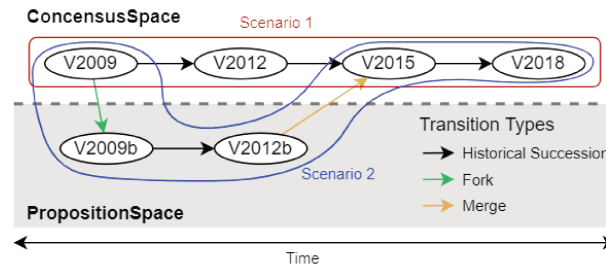 ConcensusSpace
Scenario 1
V2009
V2012
V2015
V2018
V2009b
V2012b
Scenario 2
Transition Types
Historical Succession
Fork
Merge
PropositionSpace
Time